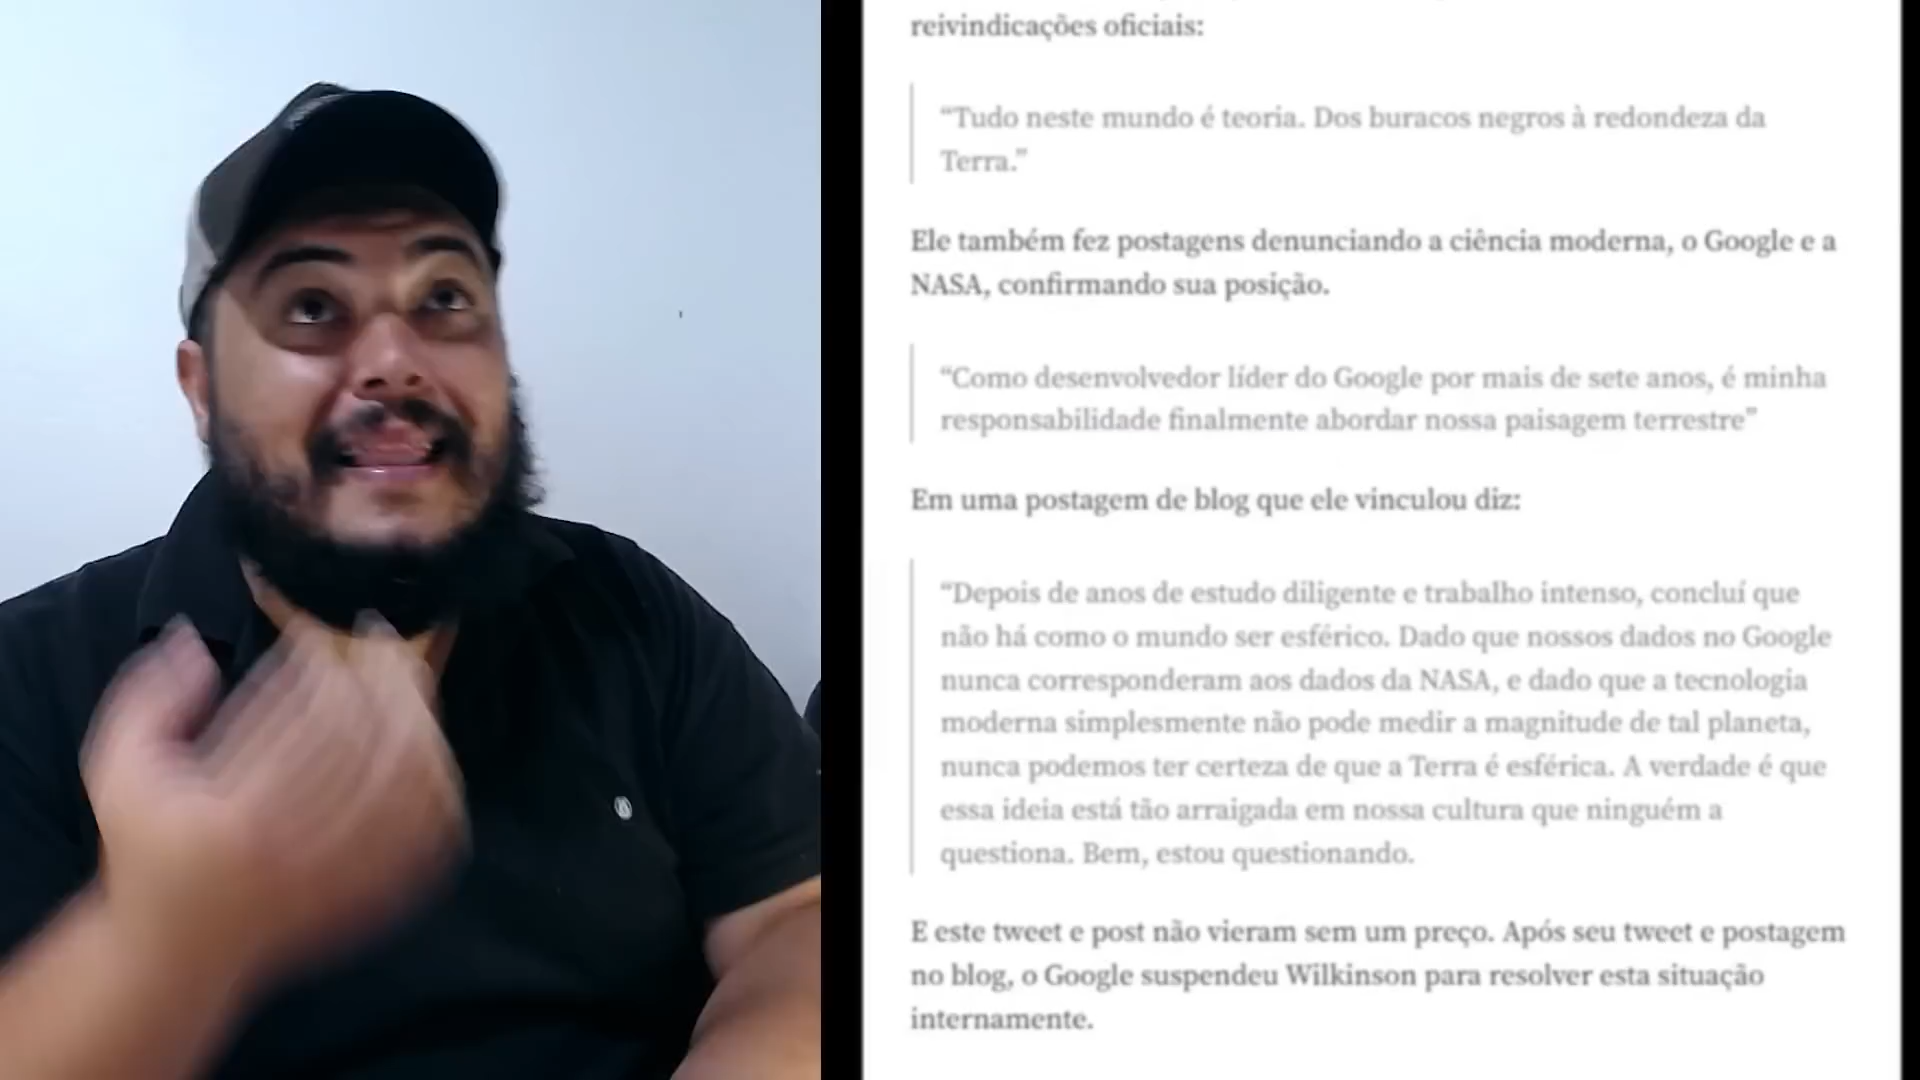 reivindicações oficiais:
“Tudo neste mundo é teoria. Dos buracos negros à redondeza da
Terra.”
Ele também fez postagens denunciando a ciência moderna, o Google e a
NASA, confirmando sua posição.
“Como desenvolvedor líder do Google por mais de sete anos, é minha
responsabilidade finalmente abordar nossa paisagem terrestre”
Em uma postagem de blog que ele vinculou diz:
“Depois de anos de estudo diligente e trabalho intenso, concluí que
não há como o mundo ser esférico. Dado que nossos dados no Google
nunca corresponderam aos dados da NASA, e dado que a tecnologia
moderna simplesmente não pode medir a magnitude de tal planeta,
nunca podemos ter certeza de que a Terra é esférica. A verdade é que
essa ideia está tão arraigada em nossa cultura que ninguém a
questiona. Bem, estou questionando.
E este tweet e post não vieram sem um preço. Após seu tweet e postagem
no blog, o Google suspendeu Wilkinson para resolver esta situação
internamente.